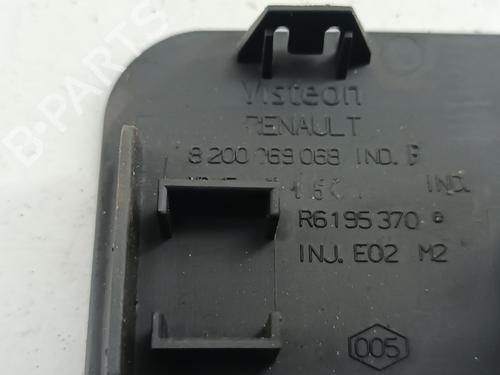 B-PARTS
Visteon
RENAULT
8 200 069 068 IND.
IND.
R6195370
INJ. E02 M2
005